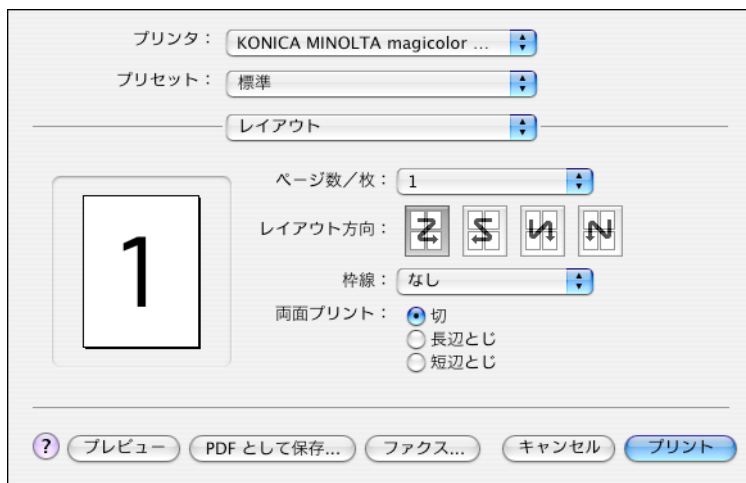 プリンタ： KONICA MINOLTA magicolor ...
プリセット： 標準
レイアウト
ページ数／枚： 1
1
レイアウト方向：
枠線： なし
両面プリント： 切
長辺とじ
短辺とじ
? プレビュー PDF として保存... ファクス... キャンセル プリント